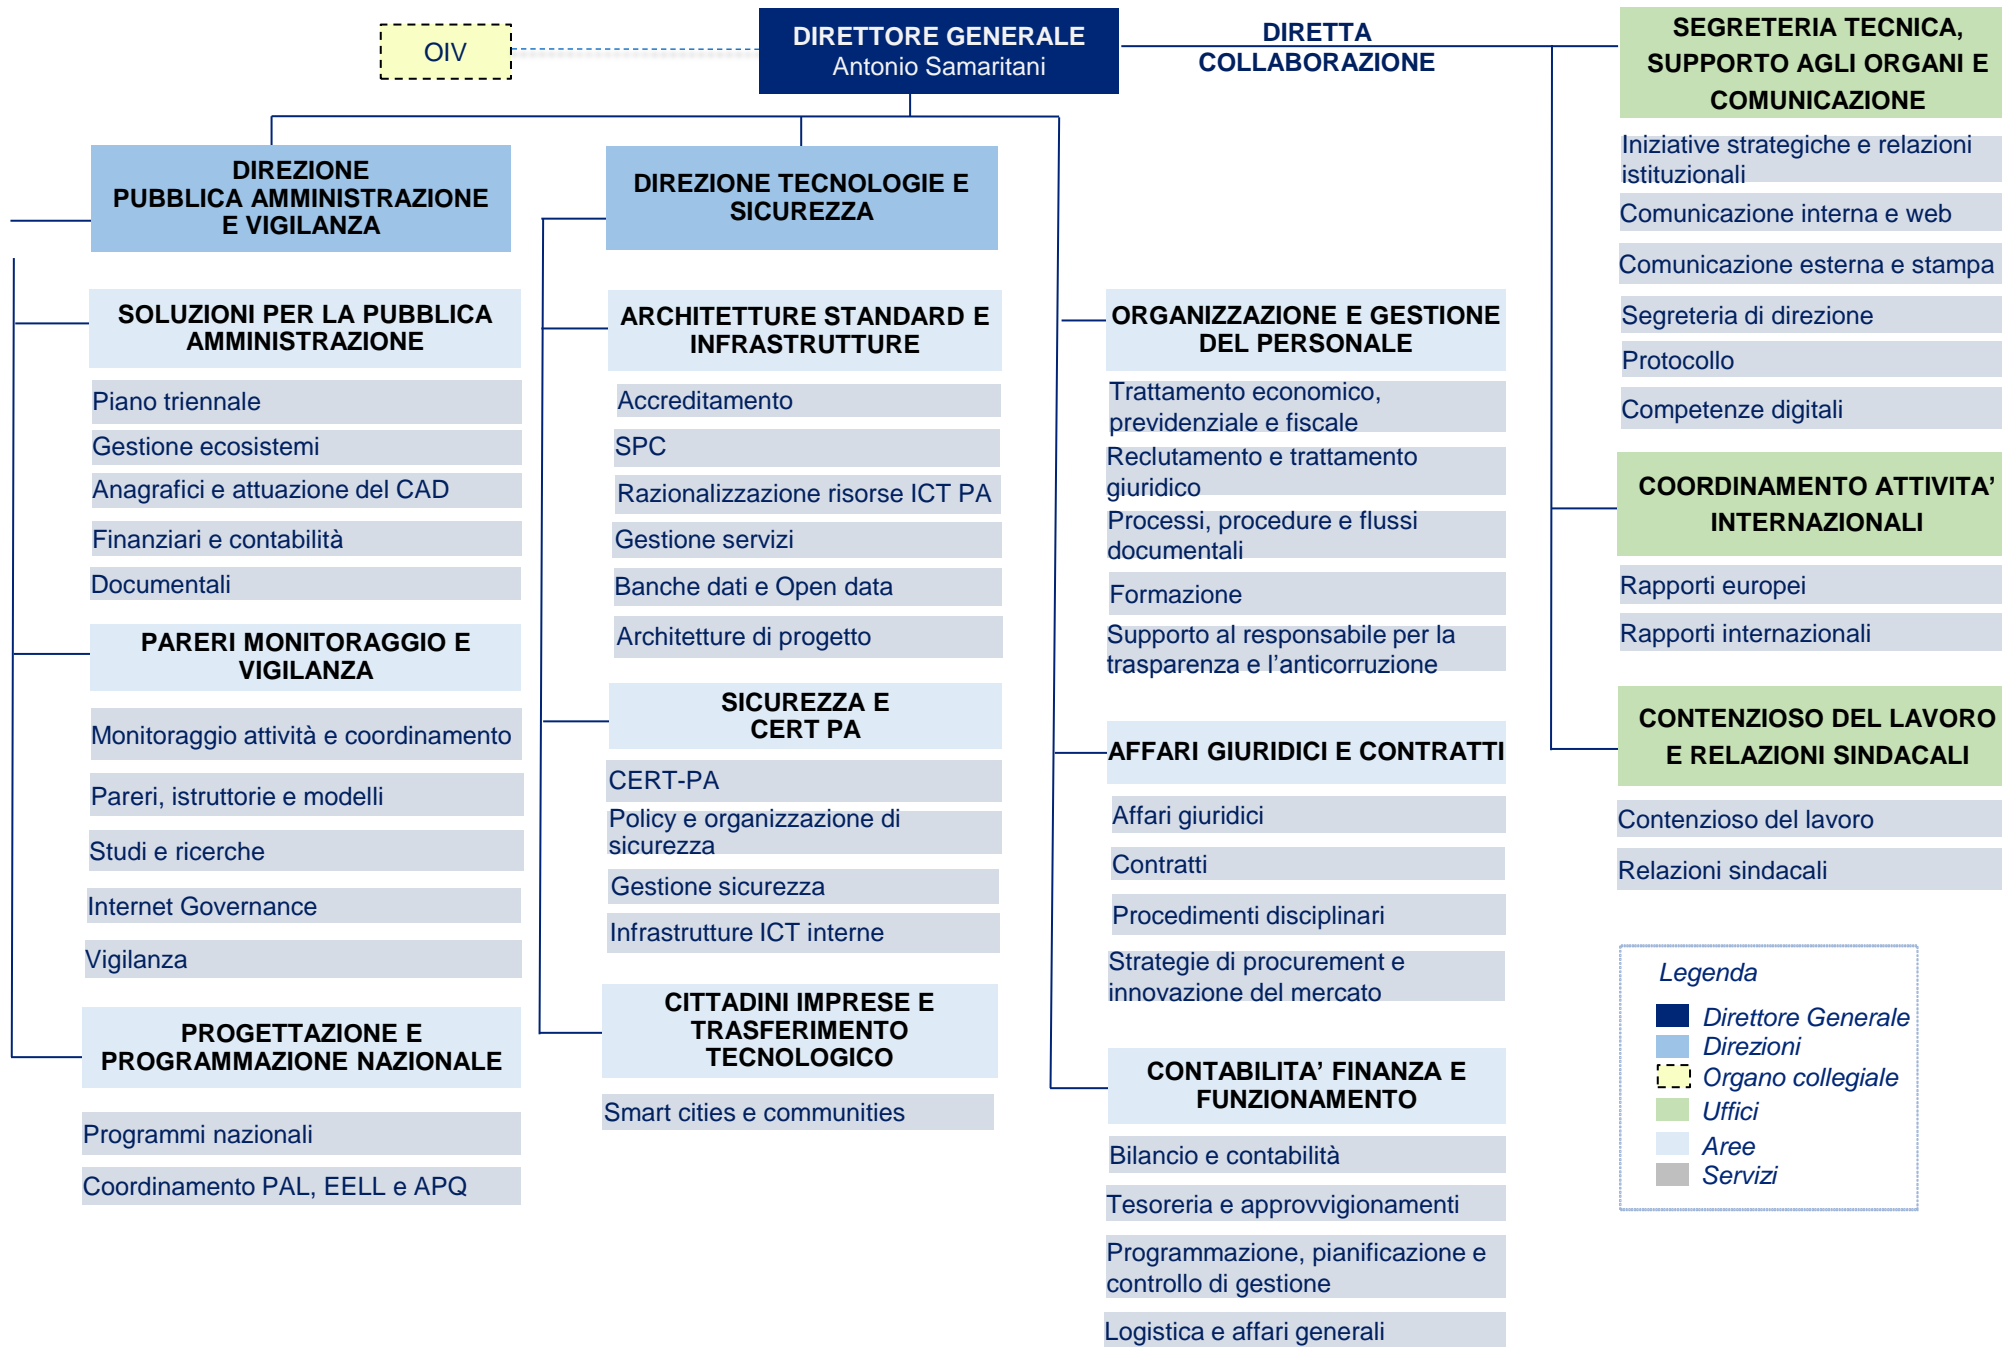 OIV
DIRETTORE GENERALE
Antonio Samaritani
DIRETTA
COLLABORAZIONE
DIREZIONE
PUBBLICA AMMINISTRAZIONE
E VIGILANZA
SOLUZIONI PER LA PUBBLICA
AMMINISTRAZIONE
Piano triennale
Gestione ecosistemi
Anagrafici e attuazione del CAD
Finanziari e contabilità
Documentali
PARERI MONITORAGGIO E
VIGILANZA
Monitoraggio attività e coordinamento
Pareri, istruttorie e modelli
Studi e ricerche
Internet Governance
Vigilanza
PROGETTAZIONE E
PROGRAMMAZIONE NAZIONALE
Programmi nazionali
Coordinamento PAL, EELL e APQ
DIREZIONE TECNOLOGIE E
SICUREZZA
ARCHITETTURE STANDARD E
INFRASTRUTTURE
Accreditamento
SPC
Razionalizzazione risorse ICT PA
Gestione servizi
Banche dati e Open data
Architetture di progetto
SICUREZZA E
CERT PA
CERT-PA
Policy e organizzazione di
sicurezza
Gestione sicurezza
Infrastrutture ICT interne
CITTADINI IMPRESE E
TRASFERIMENTO
TECNOLOGICO
Smart cities e communities
ORGANIZZAZIONE E GESTIONE
DEL PERSONALE
Trattamento economico,
previdenziale e fiscale
Reclutamento e trattamento
giuridico
Processi, procedure e flussi
documentali
Formazione
Supporto al responsabile per la
trasparenza e l’anticorruzione
AFFARI GIURIDICI E CONTRATTI
Affari giuridici
Contratti
Procedimenti disciplinari
Strategie di procurement e
innovazione del mercato
CONTABILITA’ FINANZA E
FUNZIONAMENTO
Bilancio e contabilità
Tesoreria e approvvigionamenti
Programmazione, pianificazione e
controllo di gestione
Logistica e affari generali
SEGRETERIA TECNICA,
SUPPORTO AGLI ORGANI E
COMUNICAZIONE
Iniziative strategiche e relazioni
istituzionali
Comunicazione interna e web
Comunicazione esterna e stampa
Segreteria di direzione
Protocollo
Competenze digitali
COORDINAMENTO ATTIVITA’
INTERNAZIONALI
Rapporti europei
Rapporti internazionali
CONTENZIOSO DEL LAVORO
E RELAZIONI SINDACALI
Contenzioso del lavoro
Relazioni sindacali
Legenda
Direttore Generale
Direzioni
Organo collegiale
Uffici
Aree
Servizi